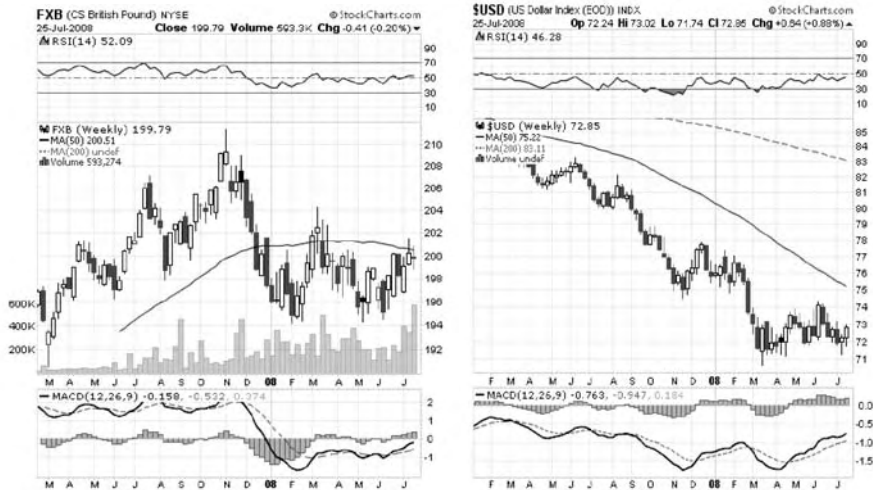 FXB (CS British Pound) NYSE © StockCharts.com
25-Jul-2008 Close 199.79 Volume 593.3K Chg -0.41 (-0.20%)
RSI(14) 52.09
90
70
50
30
10
FXB (Weekly) 199.79
MA(50) 200.51
MA(200) undef
Volume 593,274
210
208
206
204
202
200
198
196
194
192
600K
400K
200K
M A M J J A S O N D 08 F M A M J J
MACD(12,26,9) -0.158, -0.532, 0.374
2
1
0
-1
M A M J J A S O N D 08 F M A M J J
$USD (US Dollar Index (EOD)) INDX © StockCharts.com
25-Jul-2008 Op 72.24 Hi 73.02 Lo 71.74 Cl 72.85 Chg +0.64 (+0.88%)
RSI(14) 46.28
90
70
50
30
10
$USD (Weekly) 72.85
MA(50) 75.22
MA(200) 83.11
Volume undef
85
84
83
82
81
80
79
78
77
76
75
74
73
72
71
F M A M J J A S O N D 08 F M A M J J
MACD(12,26,9) -0.763, -0.947, 0.184
0.0
-0.5
-1.0
-1.5
F M A M J J A S O N D 08 F M A M J J